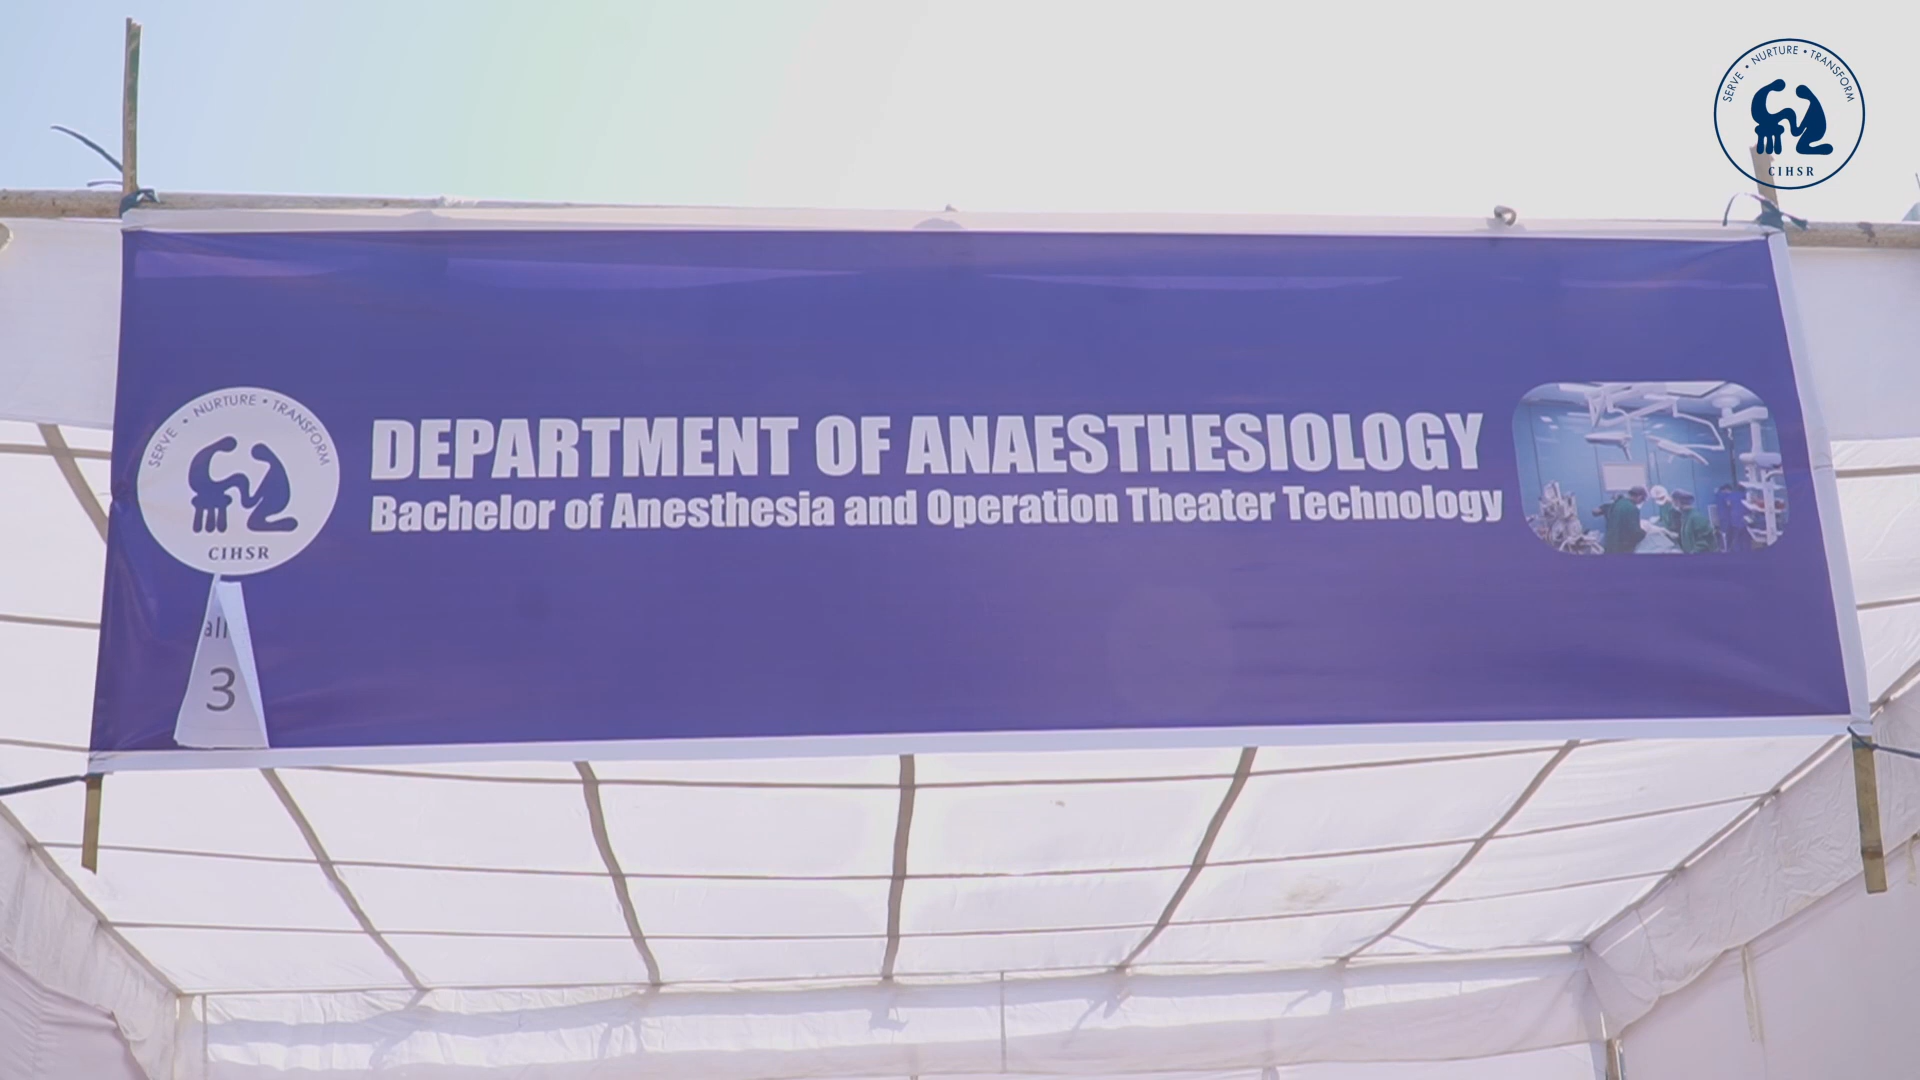 SERVE • NURTURE • TRANSFORM
CIHSR
SERVE • NURTURE • TRANSFORM
CIHSR
DEPARTMENT OF ANAESTHESIOLOGY
Bachelor of Anesthesia and Operation Theater Technology
all
3